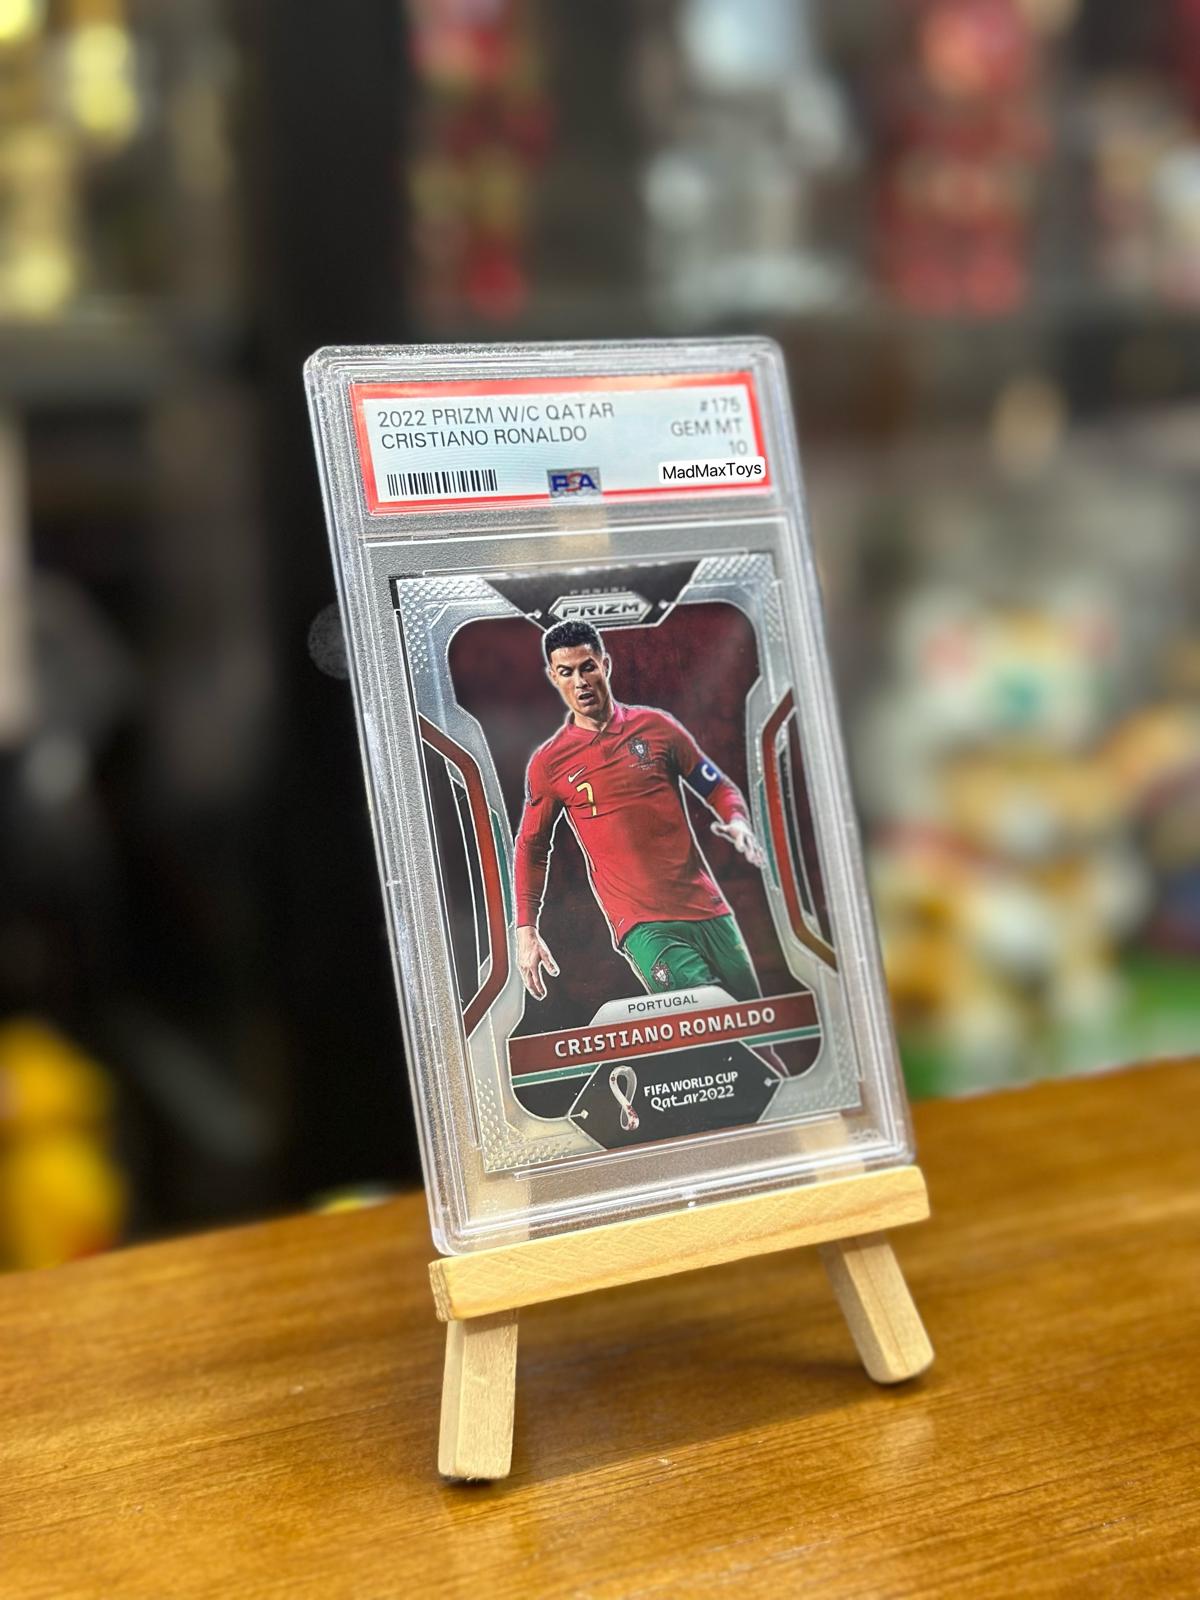 2022 PRIZM W/C QATAR #175
CRISTIANO RONALDO GEM MT
10
PSA MadMaxToys
PANINI
PRIZM
7
C
PORTUGAL
CRISTIANO RONALDO
FIFA WORLD CUP
Qatar2022